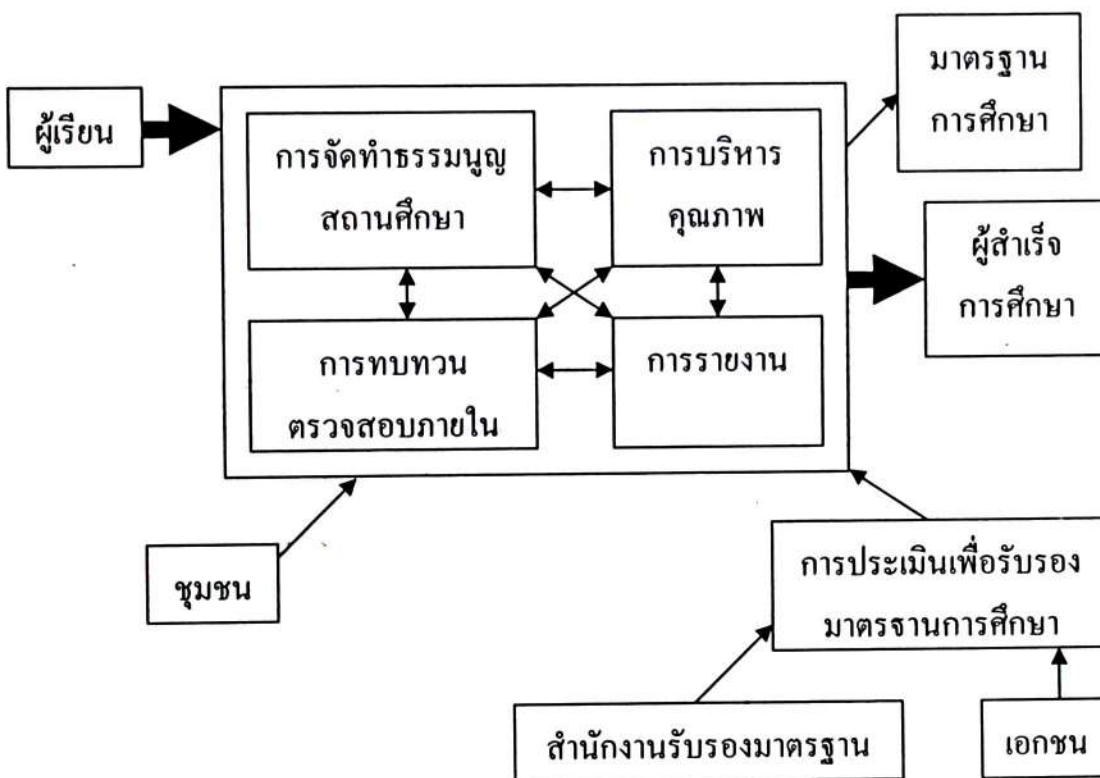 มาตรฐาน
การศึกษา
ผู้เรียน
การจัดทำธรรมนูญ
สถานศึกษา
การบริหาร
คุณภาพ
ผู้สำเร็จ
การศึกษา
การทบทวน
ตรวจสอบภายใน
การรายงาน
ชุมชน
การประเมินเพื่อรับรอง
มาตรฐานการศึกษา
สำนักงานรับรองมาตรฐาน
เอกชน